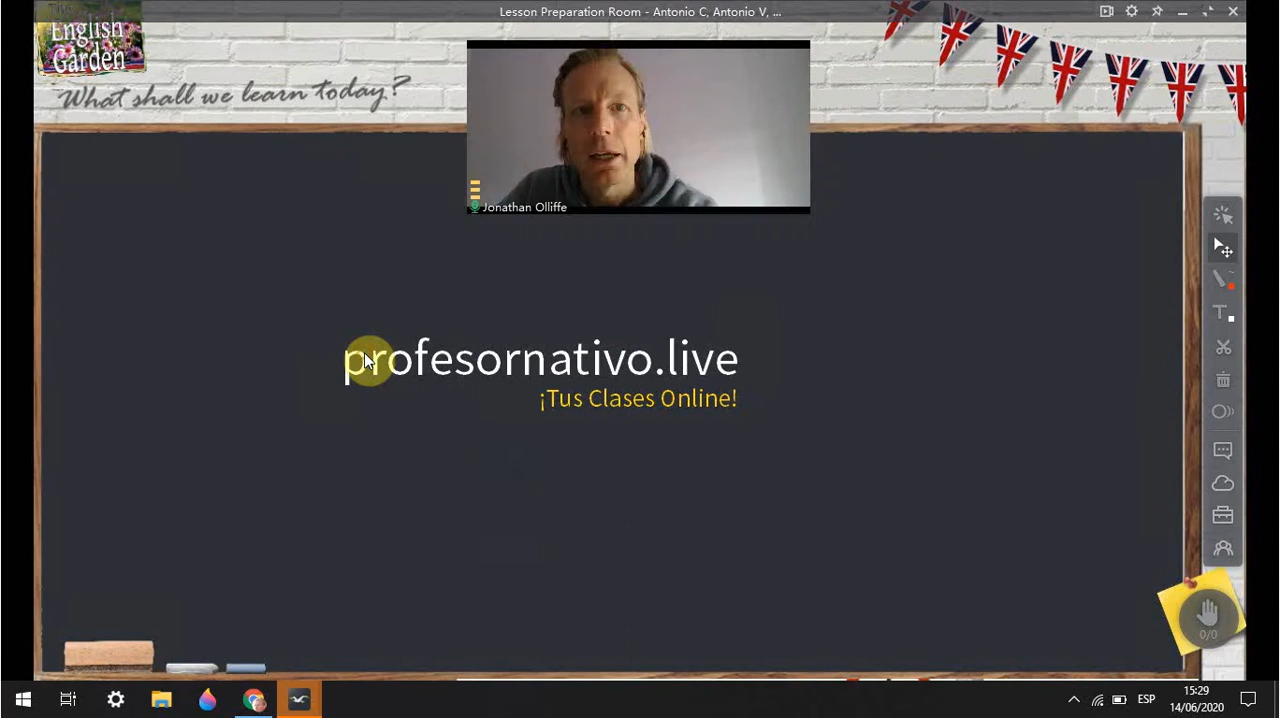 Lesson Preparation Room - Antonio C, Antonio V, ...
The
English
Garden
What shall we learn today?
Jonathan Olliffe
profesornativo.live
¡Tus Clases Online!
T
0/0
ESP
15:29
14/06/2020